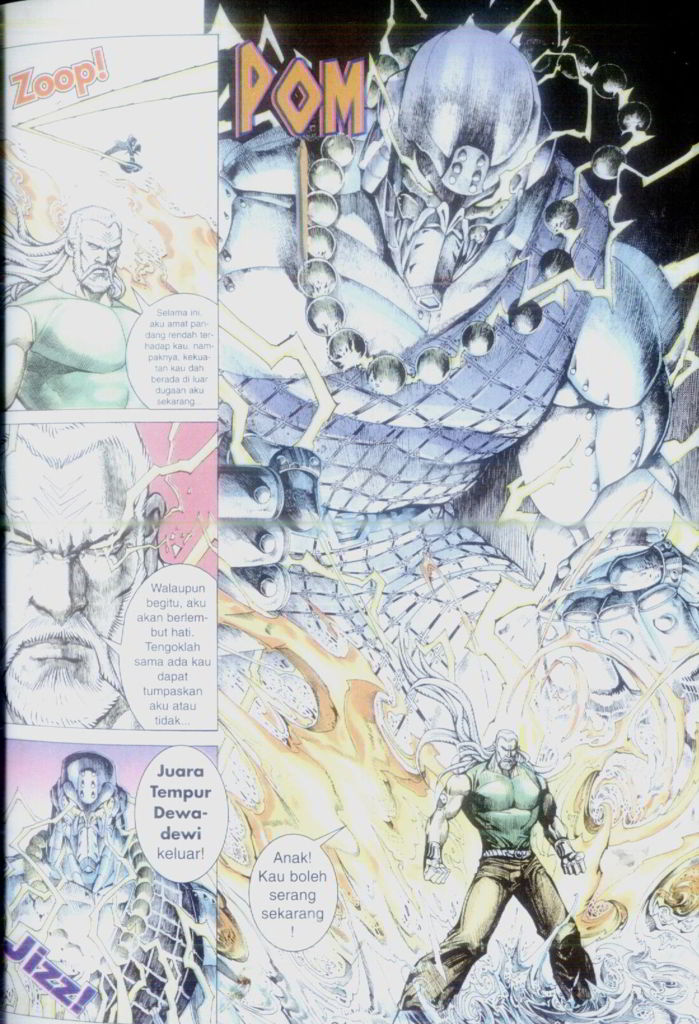 Zoop!
POM
Selama ini,
aku amat pan-
dang rendah ter-
hadap kau, nam-
paknya, kekua-
tan kau dah
berada di luar
dugaan aku
sekarang...
Walaupun
begitu, aku
akan berlem-
but hati.
Tengoklah
sama ada kau
dapat
tumpaskan
aku atau
tidak...
Juara
Tempur
Dewa-
dewi
keluar!
Jizz!
Anak!
Kau boleh
serang
sekarang
!